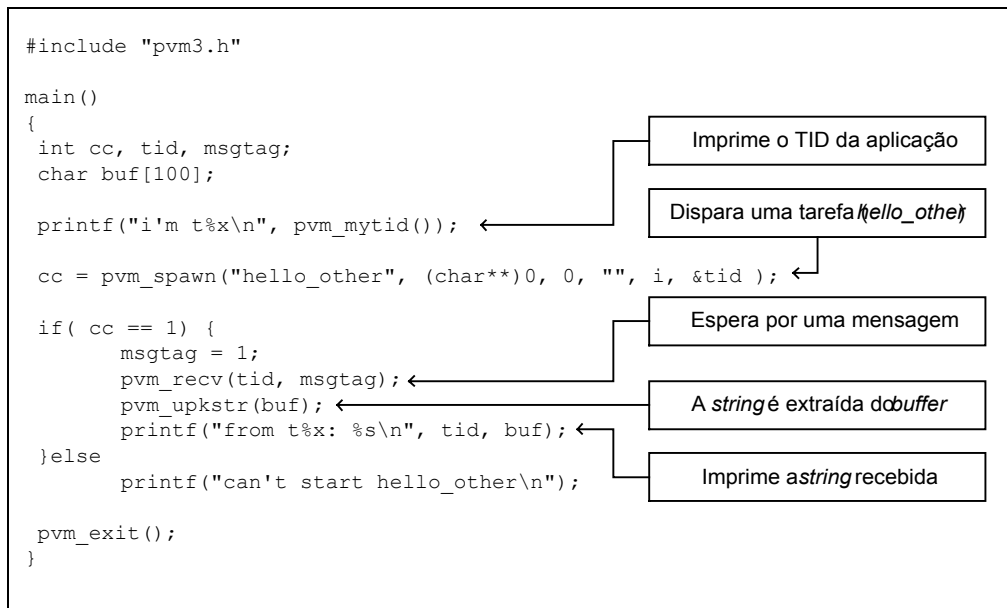 #include "pvm3.h"
main()
{
int cc, tid, msgtag;
char buf[100];
printf("i'm t%x\n", pvm_mytid());
cc = pvm_spawn("hello_other", (char**)0, 0, "", i, &tid );
if( cc == 1) {
msgtag = 1;
pvm_recv(tid, msgtag);
pvm_upkstr(buf);
printf("from t%x: %s\n", tid, buf);
}else
printf("can't start hello_other\n");
pvm_exit();
}
Imprime o TID da aplicação
Dispara uma tarefa (hello_other)
Espera por uma mensagem
A string é extraída do buffer
Imprime a string recebida